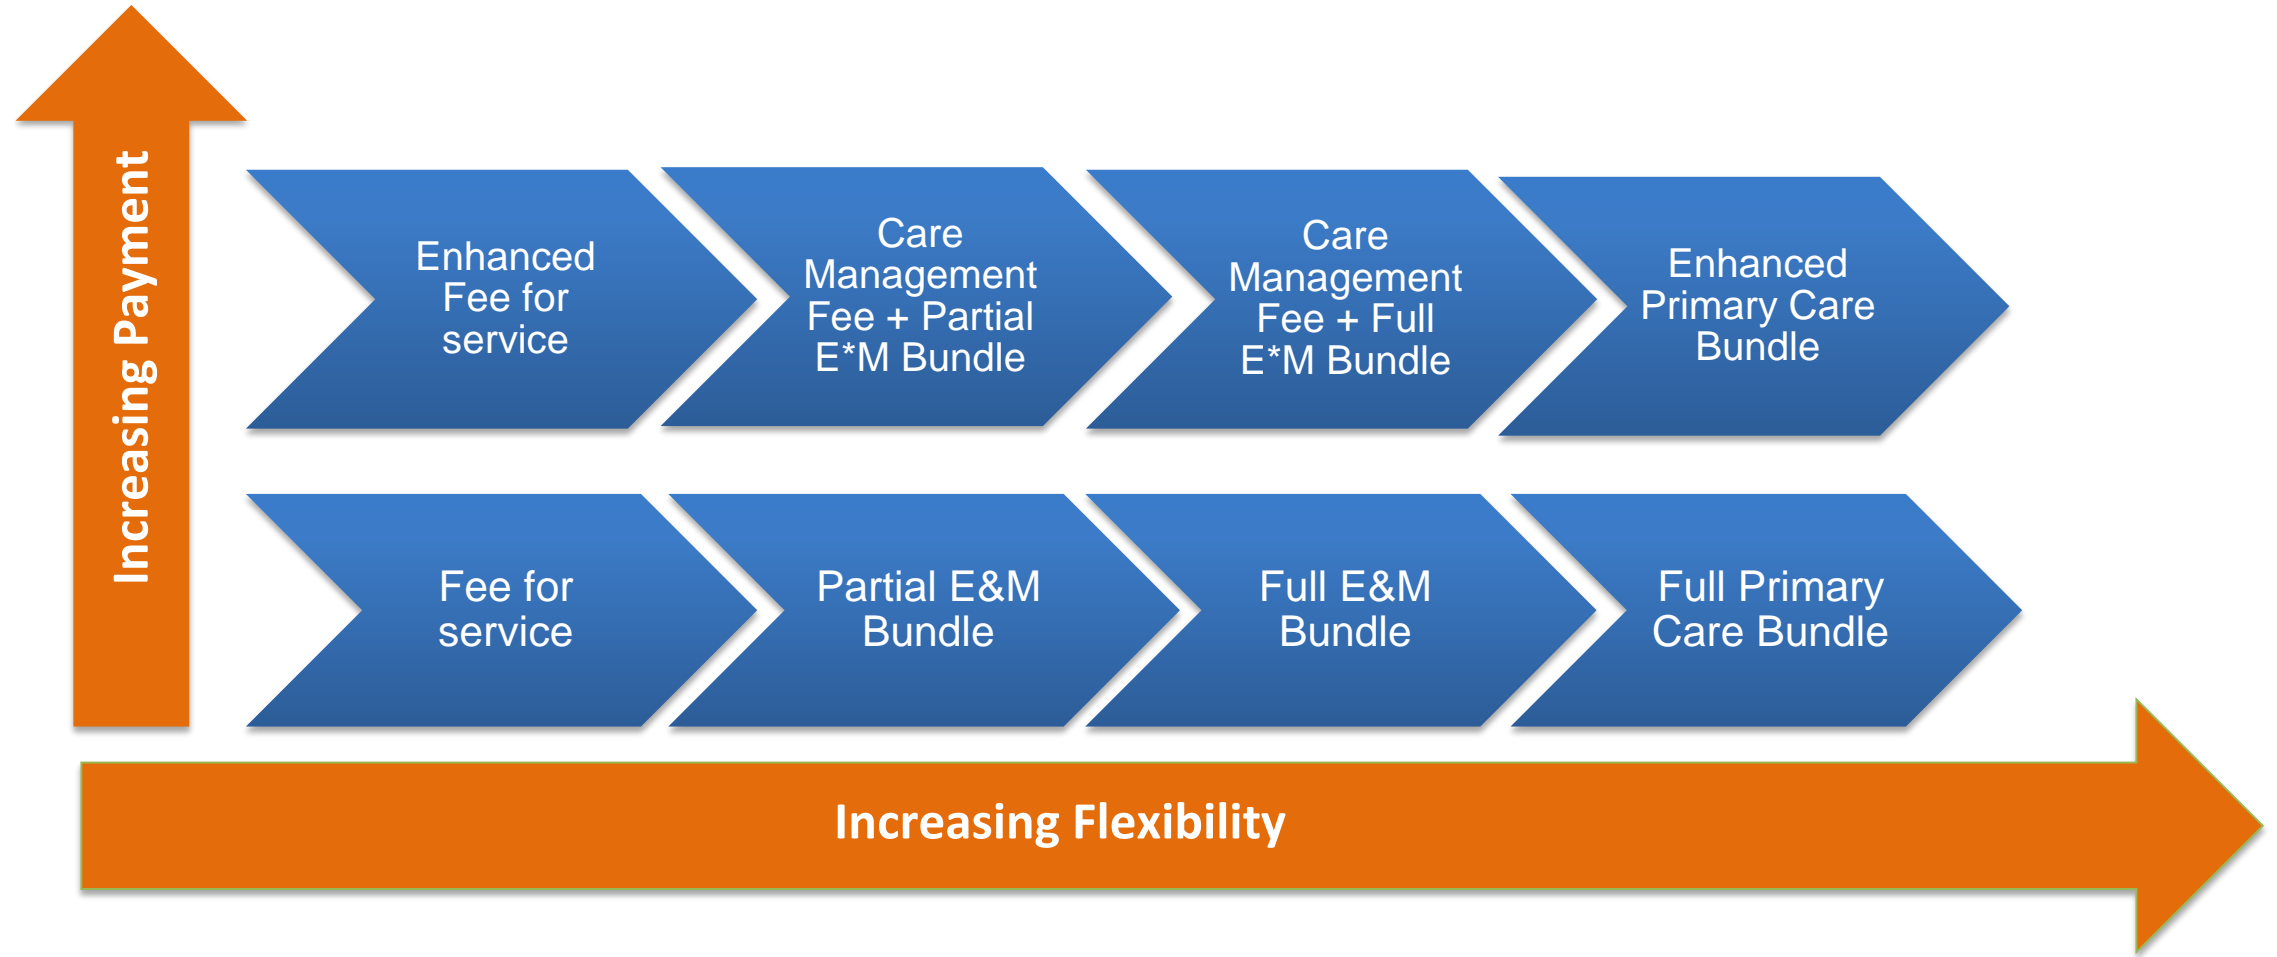 Increasing Payment
Enhanced
Fee for
service
Care
Management
Fee + Partial
E*M Bundle
Care
Management
Fee + Full
E*M Bundle
Enhanced
Primary Care
Bundle
Fee for
service
Partial E&M
Bundle
Full E&M
Bundle
Full Primary
Care Bundle
Increasing Flexibility